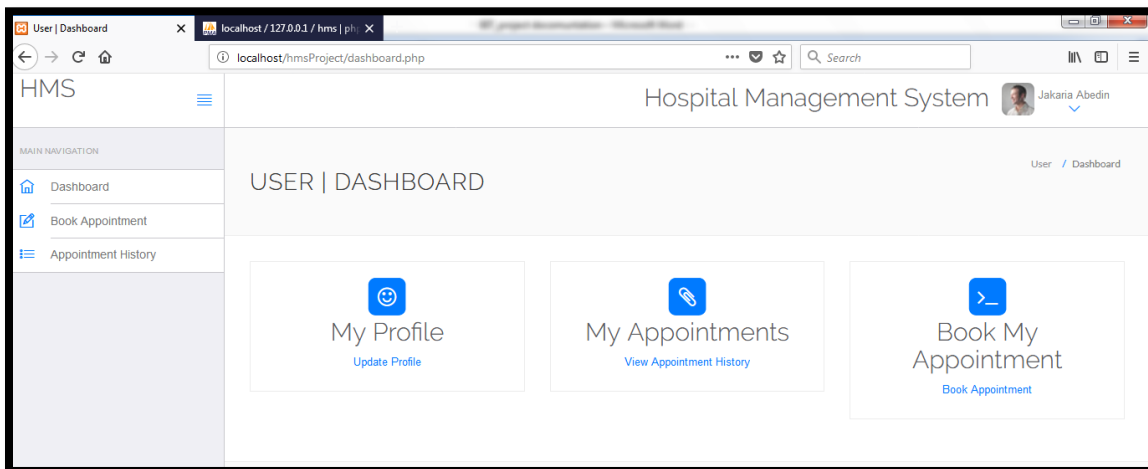 User | Dashboard
localhost / 127.0.0.1 / hms | ph
localhost/hmsProject/dashboard.php
Search
HMS
Hospital Management System
Jakaria Abedin
MAIN NAVIGATION
Dashboard
Book Appointment
Appointment History
USER | DASHBOARD
User / Dashboard
My Profile
Update Profile
My Appointments
View Appointment History
Book My
Appointment
Book Appointment